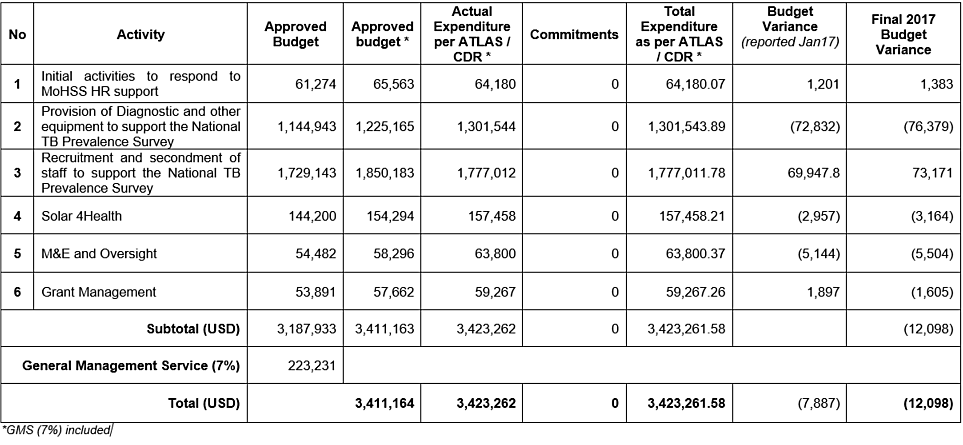 No Activity Approved Budget Approved budget * Actual Expenditure per ATLAS / CDR * Commitments Total Expenditure as per ATLAS / CDR * Budget Variance (reported Jan17) Final 2017 Budget Variance
1 Initial activities to respond to MoHSS HR support 61,274 65,563 64,180 0 64,180.07 1,201 1,383
2 Provision of Diagnostic and other equipment to support the National TB Prevalence Survey 1,144,943 1,225,165 1,301,544 0 1,301,543.89 (72,832) (76,379)
3 Recruitment and secondment of staff to support the National TB Prevalence Survey 1,729,143 1,850,183 1,777,012 0 1,777,011.78 69,947.8 73,171
4 Solar 4Health 144,200 154,294 157,458 0 157,458.21 (2,957) (3,164)
5 M&E and Oversight 54,482 58,296 63,800 0 63,800.37 (5,144) (5,504)
6 Grant Management 53,891 57,662 59,267 0 59,267.26 1,897 (1,605)
Subtotal (USD) 3,187,933 3,411,163 3,423,262 0 3,423,261.58 (12,098)
General Management Service (7%) 223,231
Total (USD) 3,411,164 3,423,262 0 3,423,261.58 (7,887) (12,098)
*GMS (7%) included